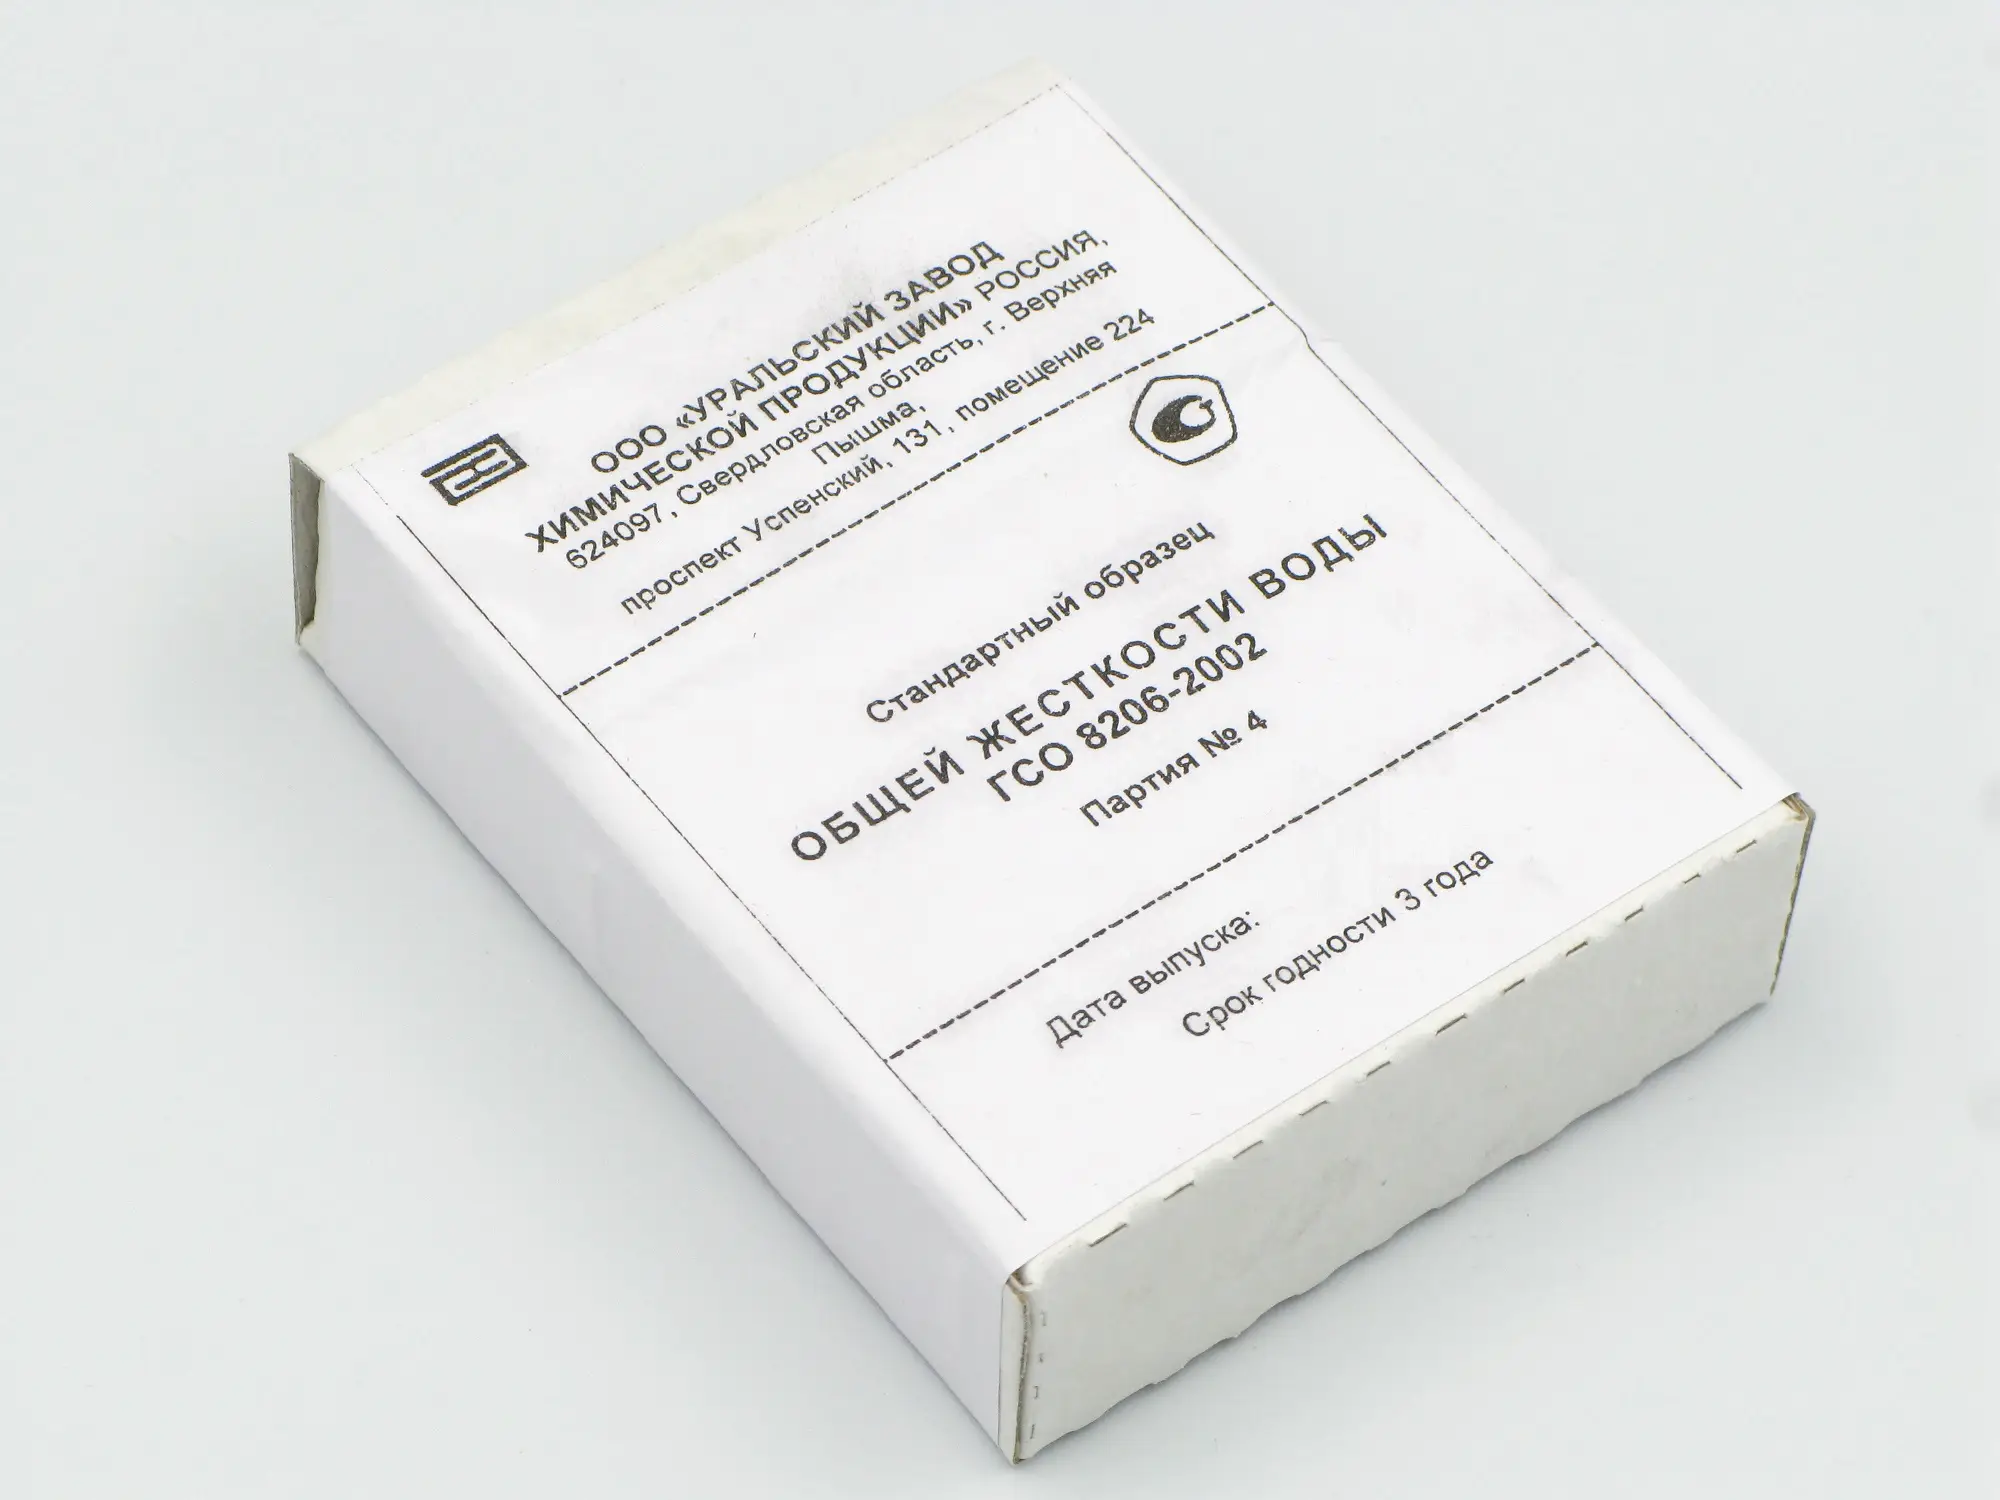 ООО «УРАЛЬСКИЙ ЗАВОД
ХИМИЧЕСКОЙ ПРОДУКЦИИ» РОССИЯ,
624097, Свердловская область, г. Верхняя
Пышма,
проспект Успенский, 131, помещение 224
Стандартный образец
ОБЩЕЙ ЖЕСТКОСТИ ВОДЫ
ГСО 8206-2002
Партия № 4
Дата выпуска:
Срок годности 3 года